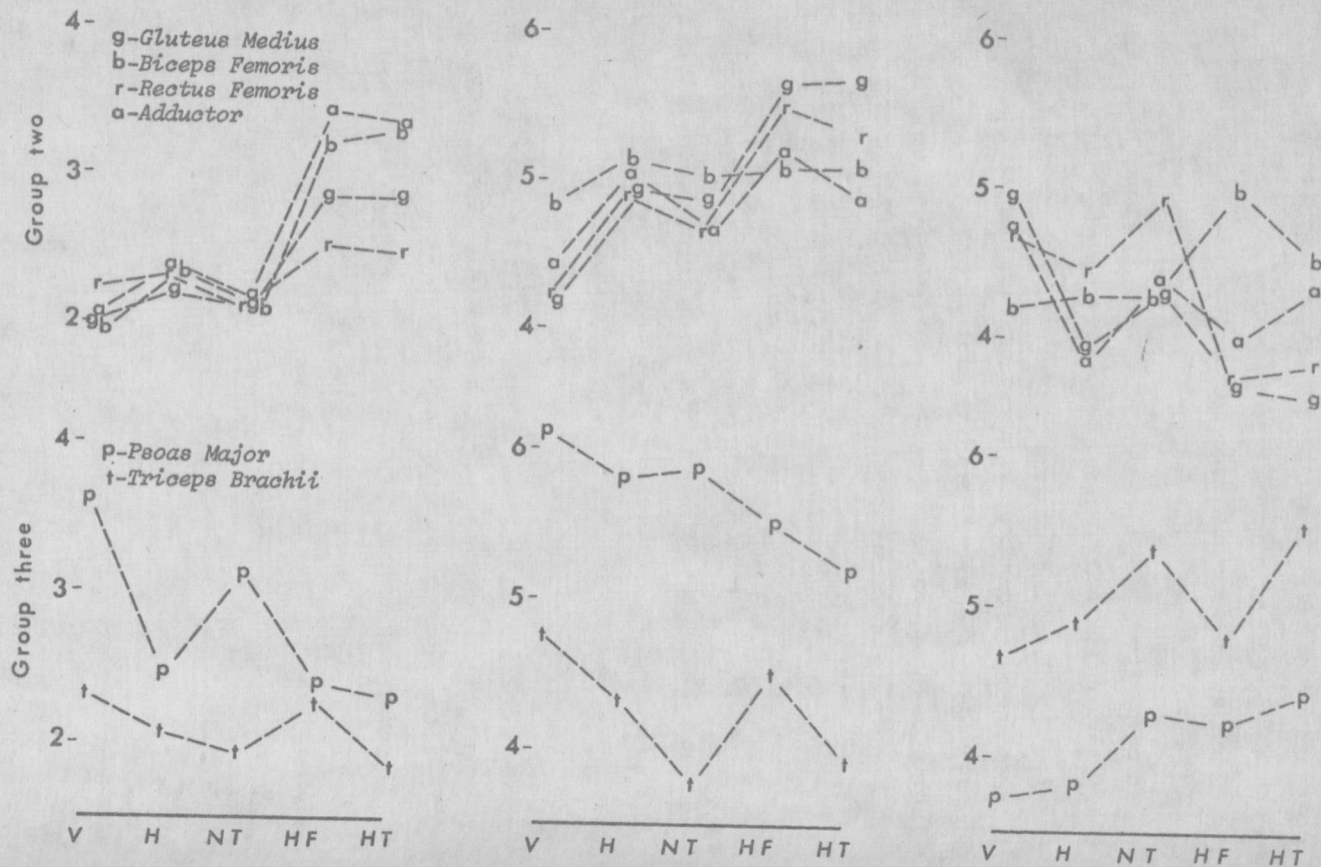 4-
g-Gluteus Medius
b-Biceps Femoris
r-Rectus Femoris
a-Adductor
3-
2-
Group two
g b r a
a b r g
r g a b
a b g r
a b g r
6-
5-
4-
b a r g
b a g r
b g r a
g r a b
g r b a
6-
5-
4-
g a r b
r b g a
r a g b
b a r g
b a r g
4-
p-Psoas Major
t-Triceps Brachii
3-
2-
Group three
p p p p p
t t t t t
6-
5-
4-
p p p p p
t t t t t
6-
5-
4-
t t t t t
p p p p p
V H NT HF HT
V H NT HF HT
V H NT HF HT